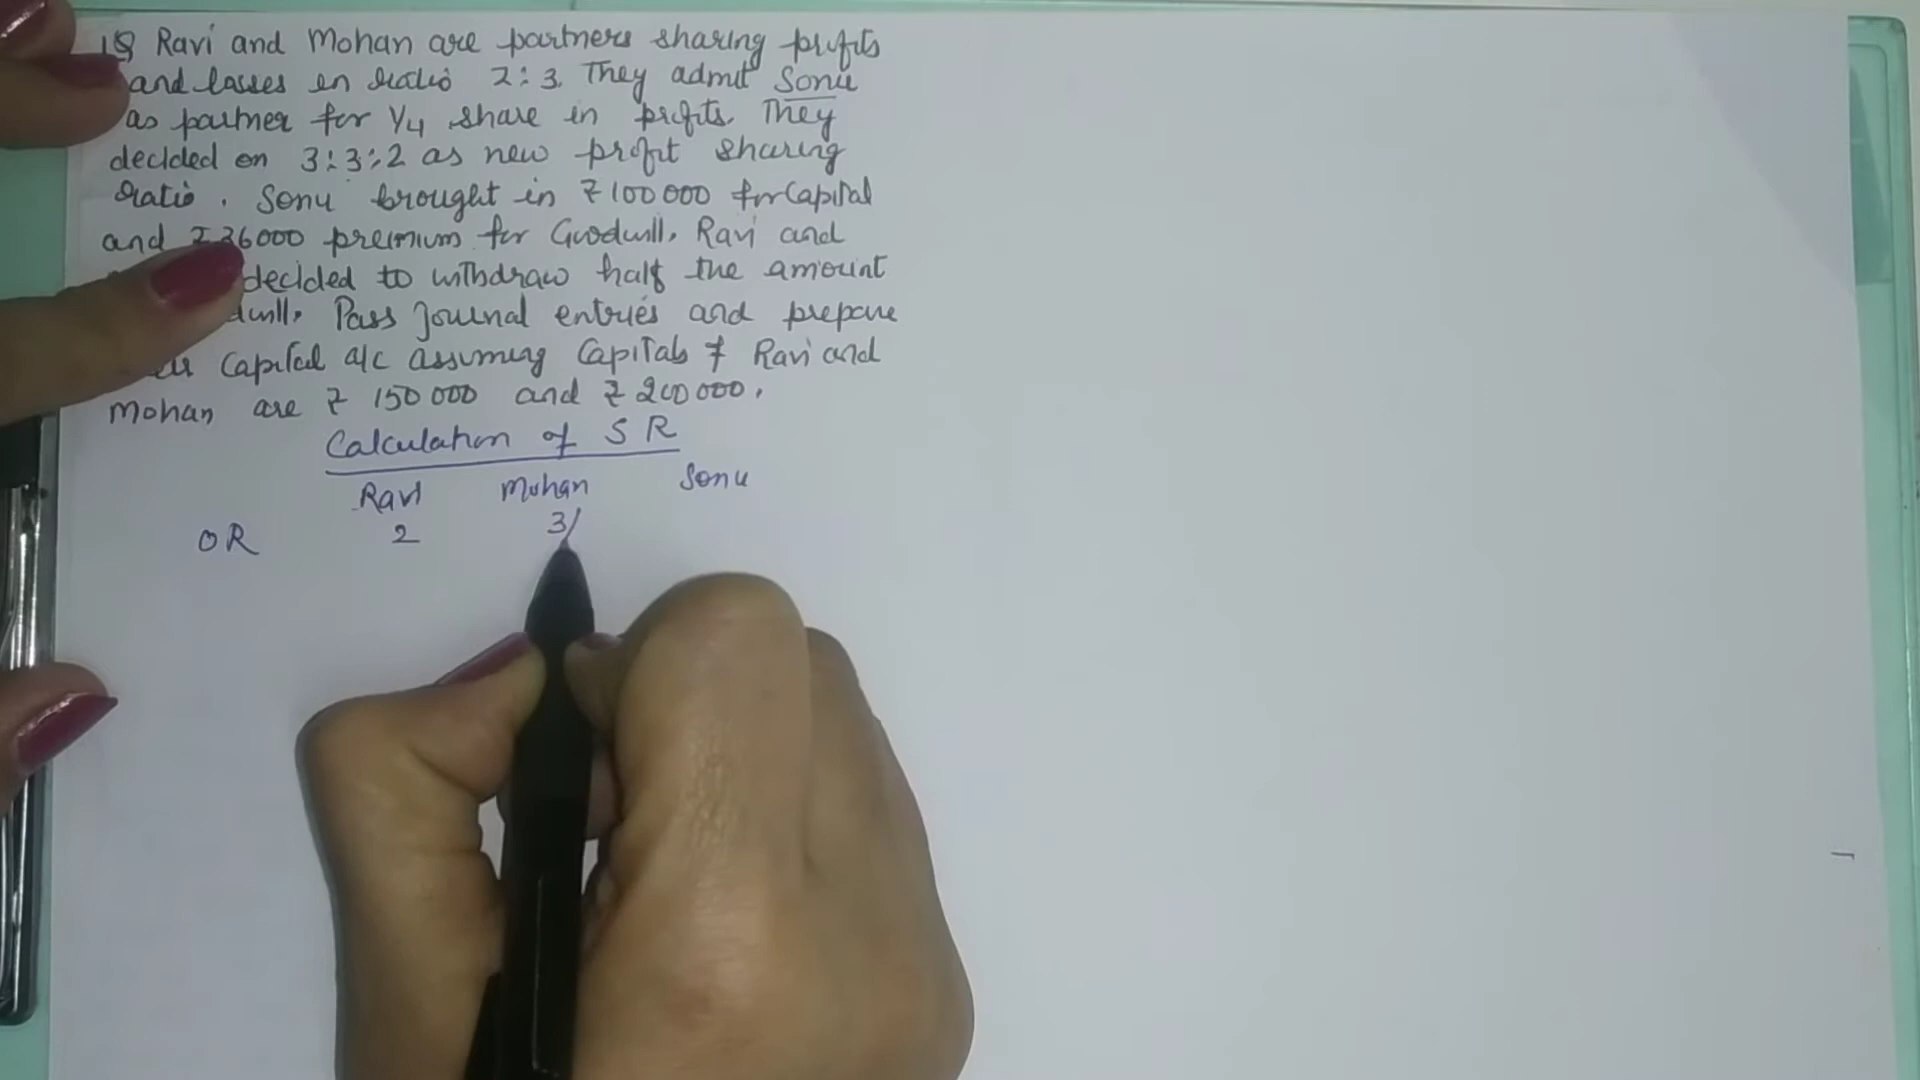 1Q Ravi and Mohan are partners sharing profits
and losses in ratio 2:3. They admit Sonu
as partner for 1/4 share in profits. They
decided on 3:3:2 as new profit sharing
ratio. Sonu brought in ₹100000 for Capital
and ₹36000 premium for Goodwill, Ravi and
decided to withdraw half the amount
Pass Journal entries and prepare
Capital a/c assuming Capitals of Ravi and
Mohan are ₹ 150000 and ₹200000.
Calculation of S R
Ravi Mohan Sonu
OR 2 3/